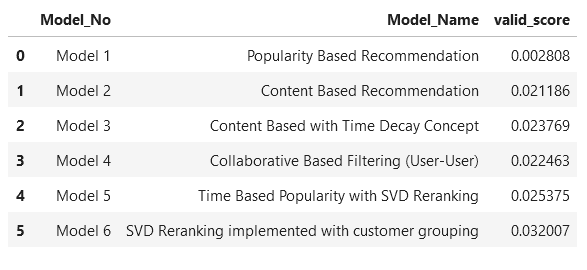 Model_No Model_Name valid_score
0 Model 1 Popularity Based Recommendation 0.002808
1 Model 2 Content Based Recommendation 0.021186
2 Model 3 Content Based with Time Decay Concept 0.023769
3 Model 4 Collaborative Based Filtering (User-User) 0.022463
4 Model 5 Time Based Popularity with SVD Reranking 0.025375
5 Model 6 SVD Reranking implemented with customer grouping 0.032007